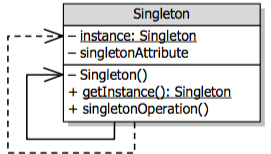 Singleton
– instance: Singleton
– singletonAttribute
– Singleton()
+ getInstance(): Singleton
+ singletonOperation()